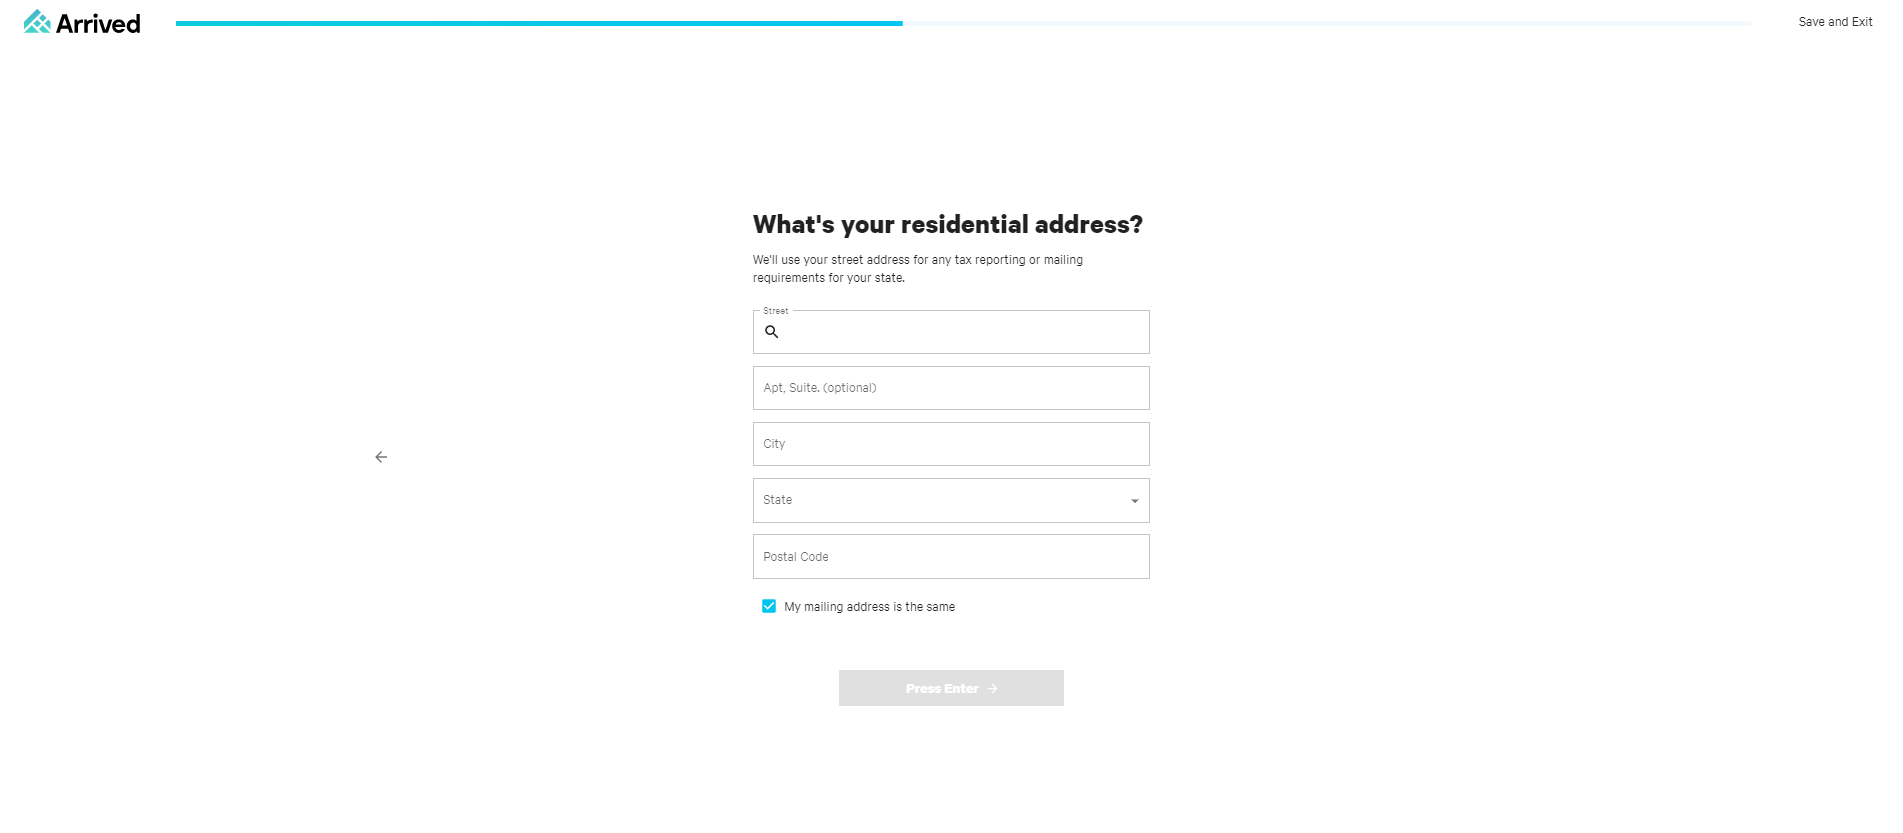 Arrived
Save and Exit
What's your residential address?
We'll use your street address for any tax reporting or mailing
requirements for your state.
Street
Apt, Suite. (optional)
City
State
Postal Code
My mailing address is the same
Press Enter